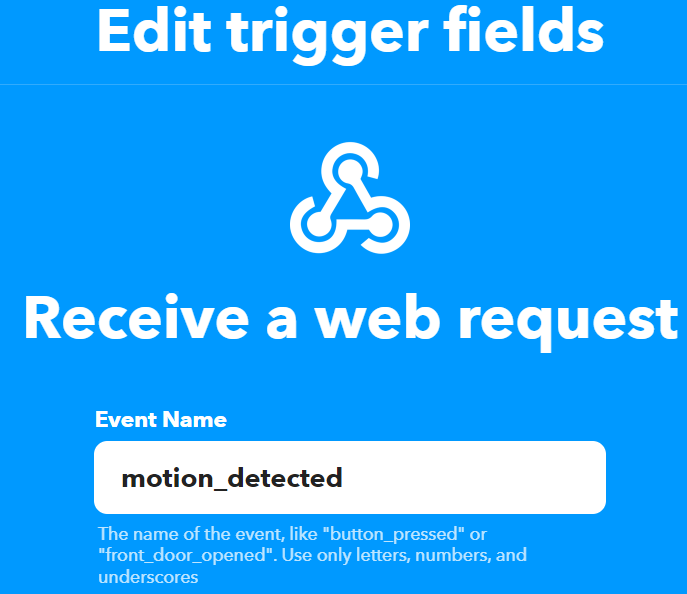 Edit trigger fields
Receive a web request
Event Name
motion_detected
The name of the event, like "button_pressed" or
"front_door_opened". Use only letters, numbers, and
underscores